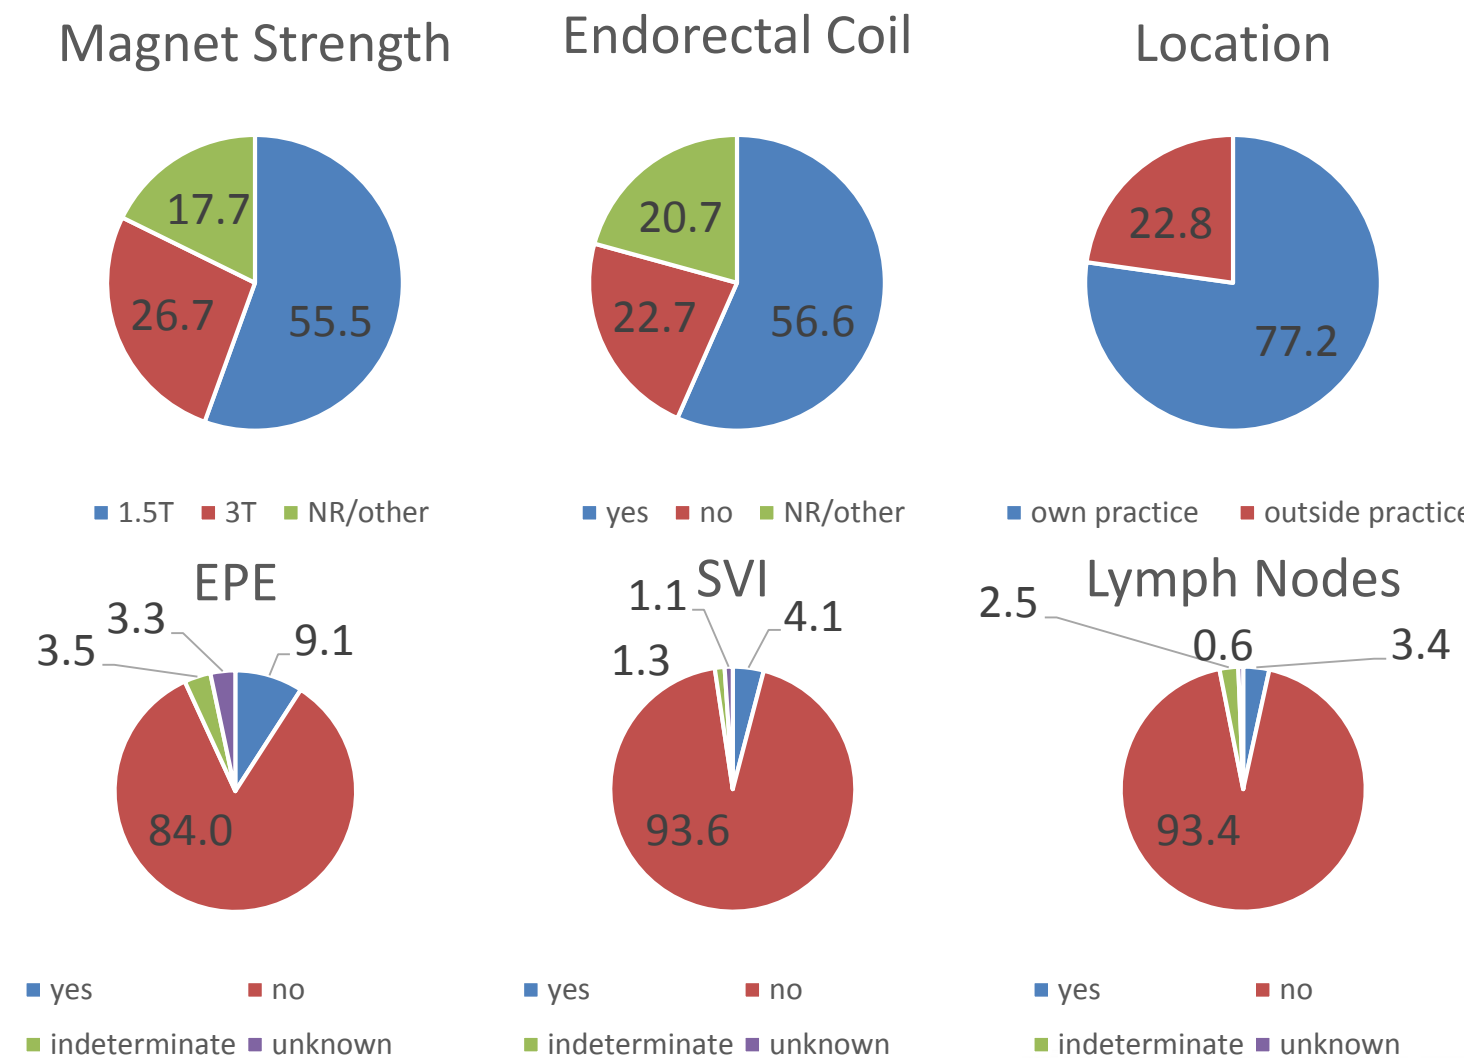 Magnet Strength
17.7
26.7
55.5
1.5T 3T NR/other
Endorectal Coil
20.7
22.7
56.6
yes no NR/other
Location
22.8
77.2
own practice outside practice
EPE
3.3
3.5
9.1
84.0
yes no
indeterminate unknown
SVI
1.1
4.1
1.3
93.6
yes no
indeterminate unknown
Lymph Nodes
2.5
0.6
3.4
93.4
yes no
indeterminate unknown